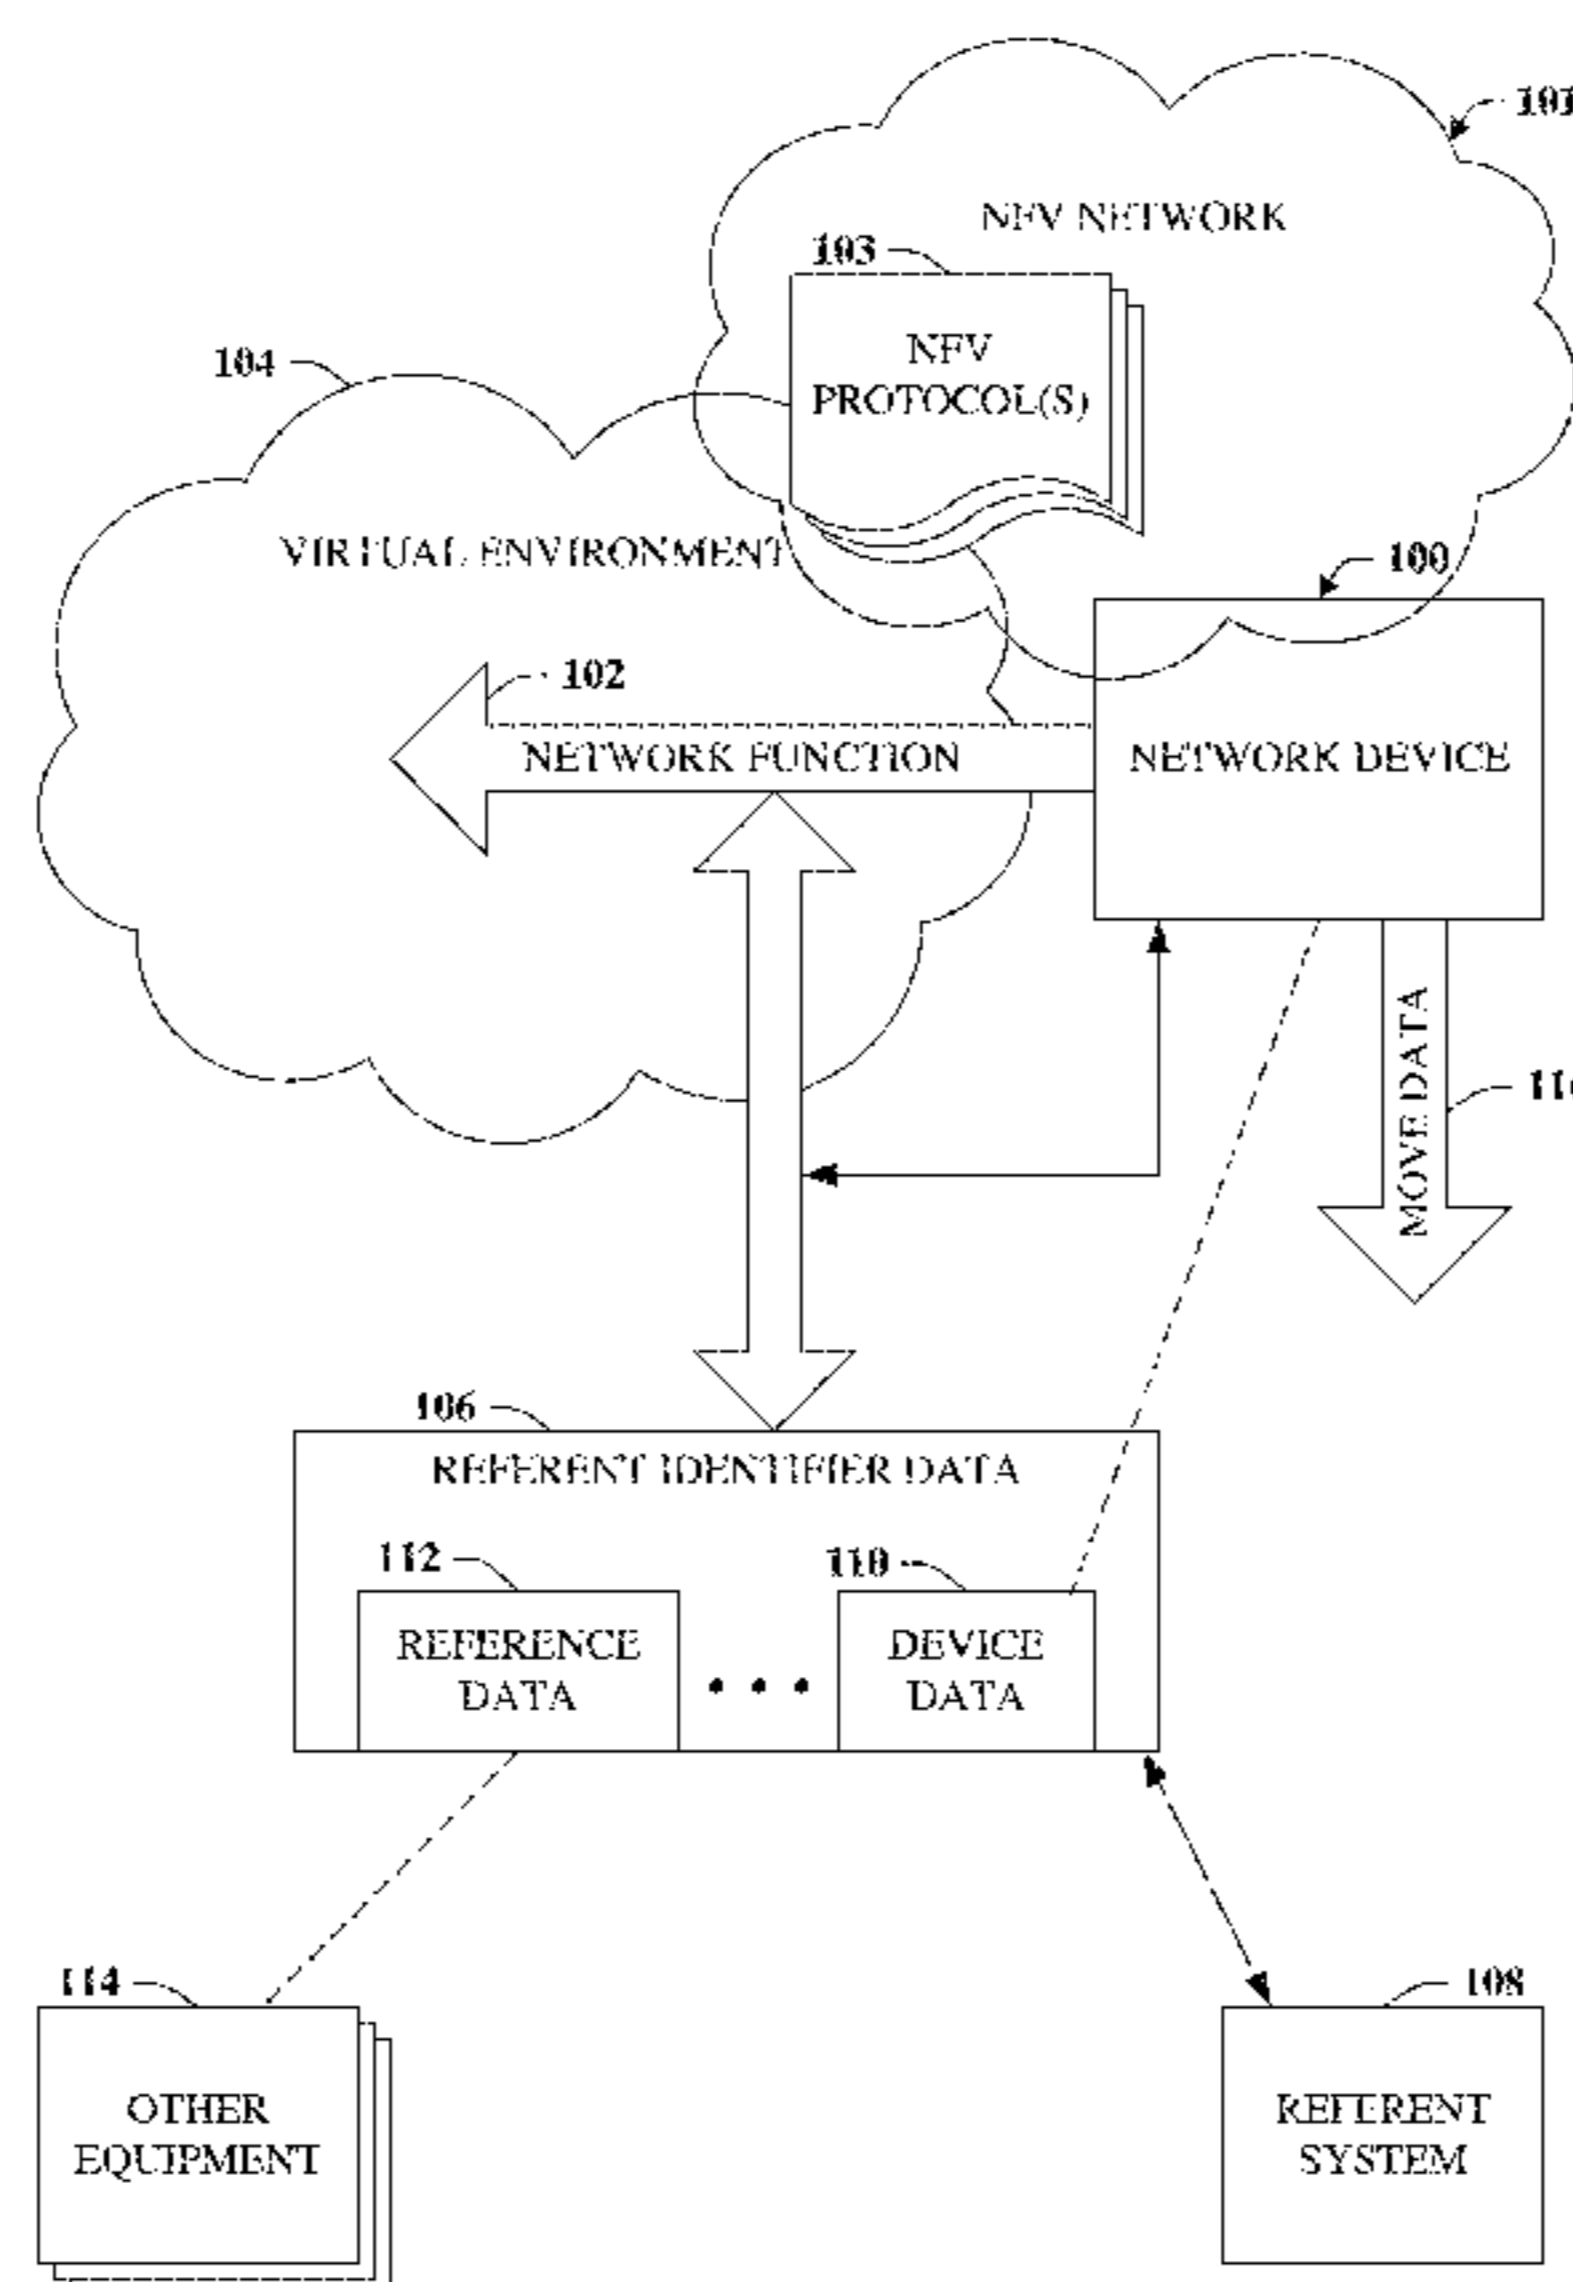 101
NFV NETWORK
103
NFV
PROTOCOL(S)
104
VIRTUAL ENVIRONMENT
100
102
NETWORK FUNCTION
NETWORK DEVICE
MOVE DATA
106
REFERENT IDENTIFIER DATA
112
110
REFERENCE
DATA
DEVICE
DATA
114
108
OTHER
EQUIPMENT
REFERENT
SYSTEM